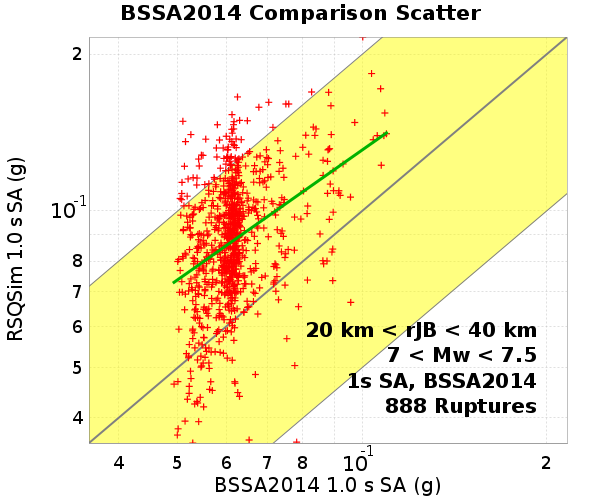 BSSA2014 Comparison Scatter
RSQSim 1.0 s SA (g)
2
10-1
8
7
6
5
4
20 km < rJB < 40 km
7 < Mw < 7.5
1s SA, BSSA2014
888 Ruptures
4 5 6 7 8 10-1 2
BSSA2014 1.0 s SA (g)